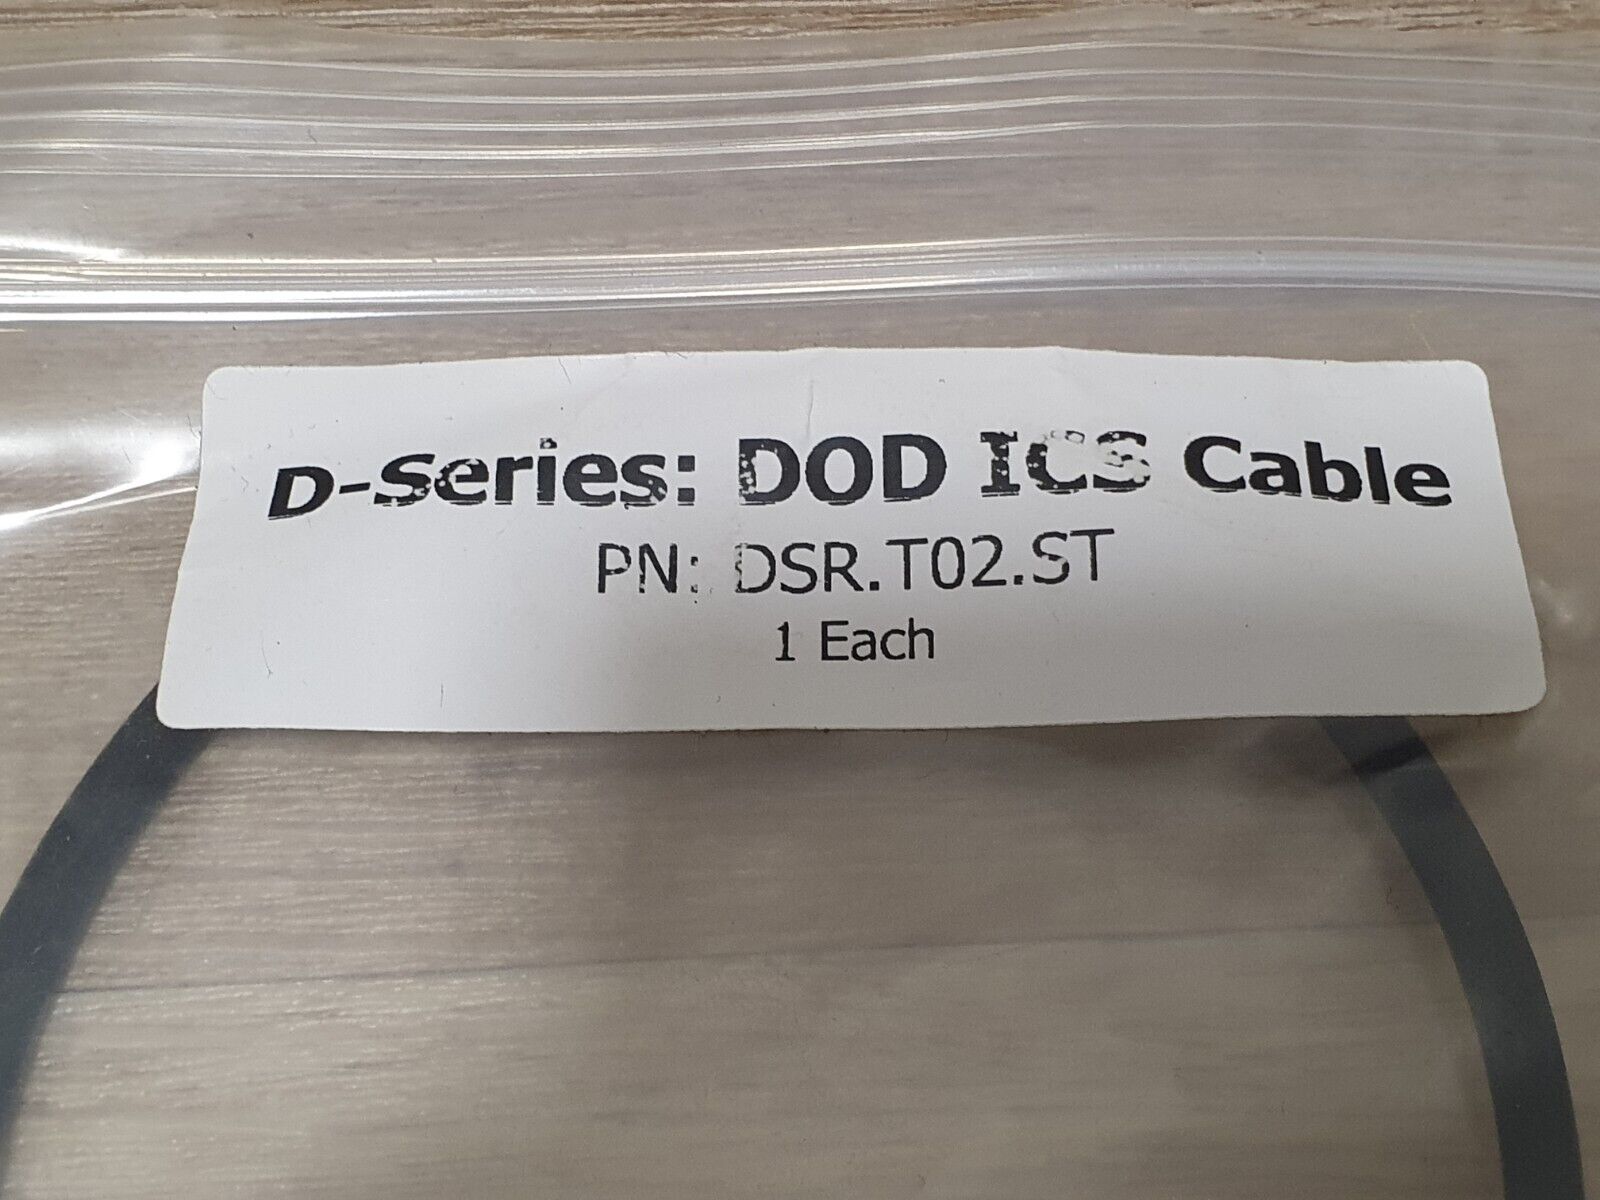 D-Series: DOD ICS Cable
PN: DSR.T02.ST
1 Each